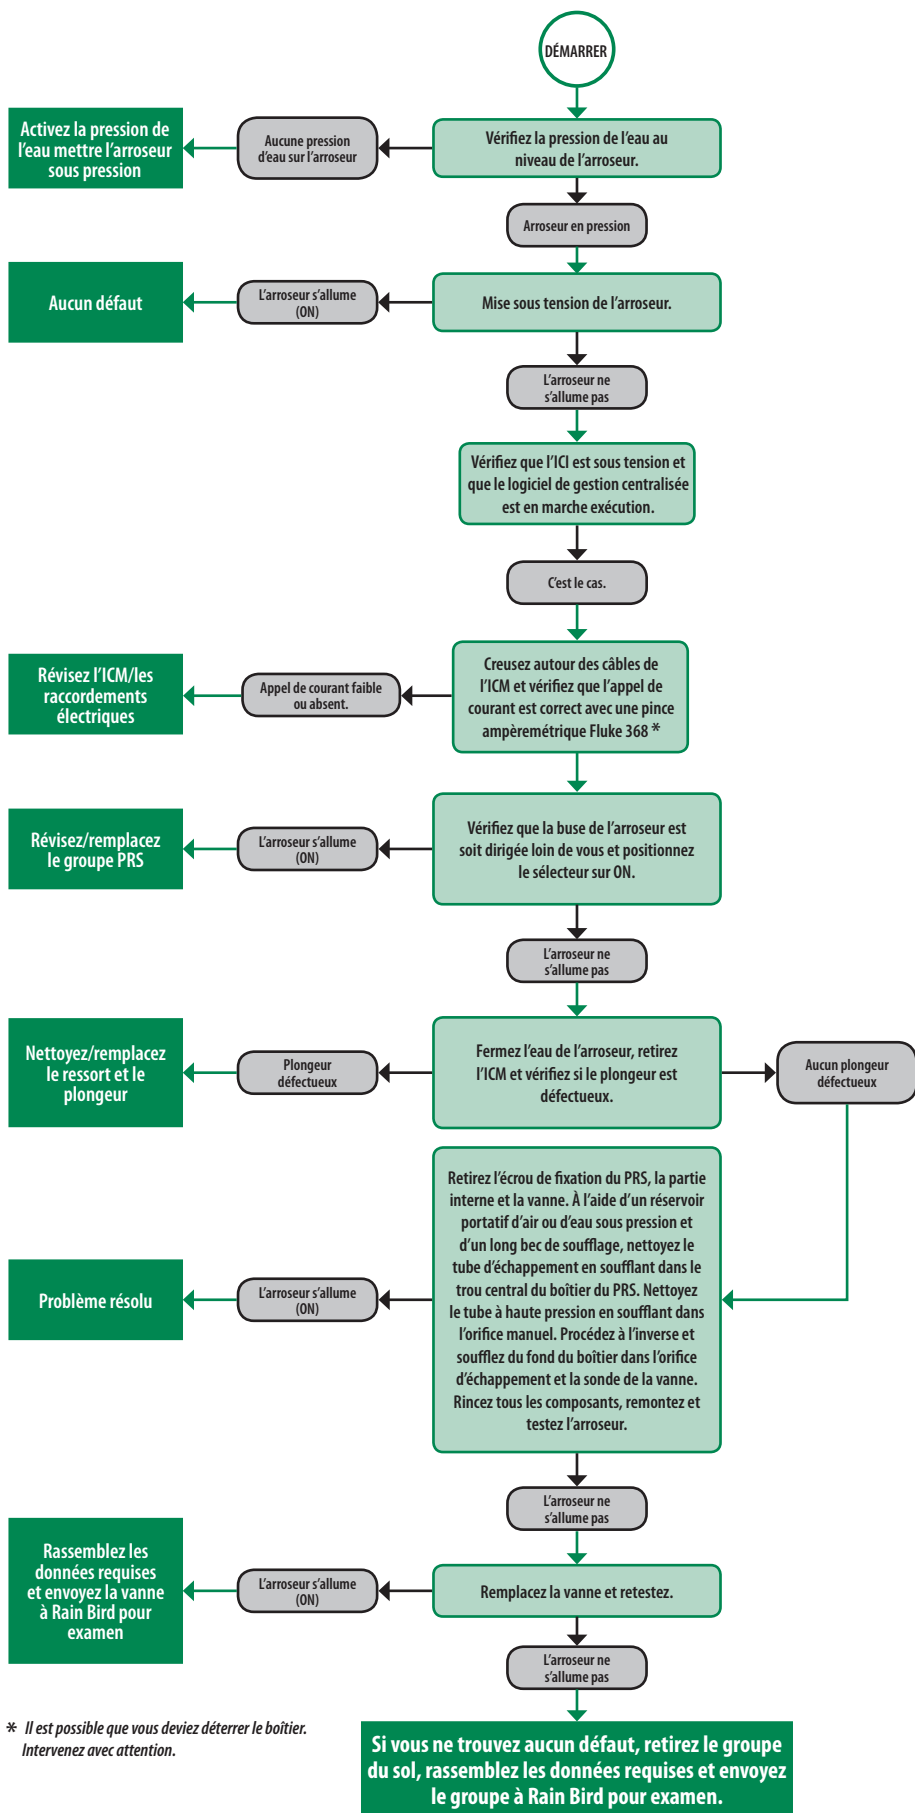 DÉMARRER
Activez la pression de
l'eau mettre l'arroseur
sous pression
Aucune pression
d'eau sur l'arroseur
Vérifiez la pression de l'eau au
niveau de l'arroseur.
Arroseur en pression
Aucun défaut
L'arroseur s'allume
(ON)
Mise sous tension de l'arroseur.
L'arroseur ne
s'allume pas
Vérifiez que l'ICI est sous tension et
que le logiciel de gestion centralisée
est en marche exécution.
C'est le cas.
Révisez l'ICM/les
raccordements
électriques
Appel de courant faible
ou absent.
Creusez autour des câbles de
l'ICM et vérifiez que l'appel de
courant est correct avec une pince
ampèremétrique Fluke 368 *
Révisez/remplacez
le groupe PRS
L'arroseur s'allume
(ON)
Vérifiez que la buse de l'arroseur est
soit dirigée loin de vous et positionnez
le sélecteur sur ON.
L'arroseur ne
s'allume pas
Nettoyez/remplacez
le ressort et le
plongeur
Plongeur
défectueux
Fermez l'eau de l'arroseur, retirez
l'ICM et vérifiez si le plongeur est
défectueux.
Aucun plongeur
défectueux
Retirez l'écrou de fixation du PRS, la partie
interne et la vanne. À l'aide d'un réservoir
portatif d'air ou d'eau sous pression et
d'un long bec de soufflage, nettoyez le
tube d'échappement en soufflant dans le
trou central du boîtier du PRS. Nettoyez
le tube à haute pression en soufflant dans
l'orifice manuel. Procédez à l'inverse et
soufflez du fond du boîtier dans l'orifice
d'échappement et la sonde de la vanne.
Rincez tous les composants, remontez et
testez l'arroseur.
Problème résolu
L'arroseur s'allume
(ON)
L'arroseur ne
s'allume pas
Rassemblez les
données requises
et envoyez la vanne
à Rain Bird pour
examen
L'arroseur s'allume
(ON)
Remplacez la vanne et retestez.
L'arroseur ne
s'allume pas
* Il est possible que vous deviez déterrer le boîtier.
Intervenez avec attention.
Si vous ne trouvez aucun défaut, retirez le groupe
du sol, rassemblez les données requises et envoyez
le groupe à Rain Bird pour examen.